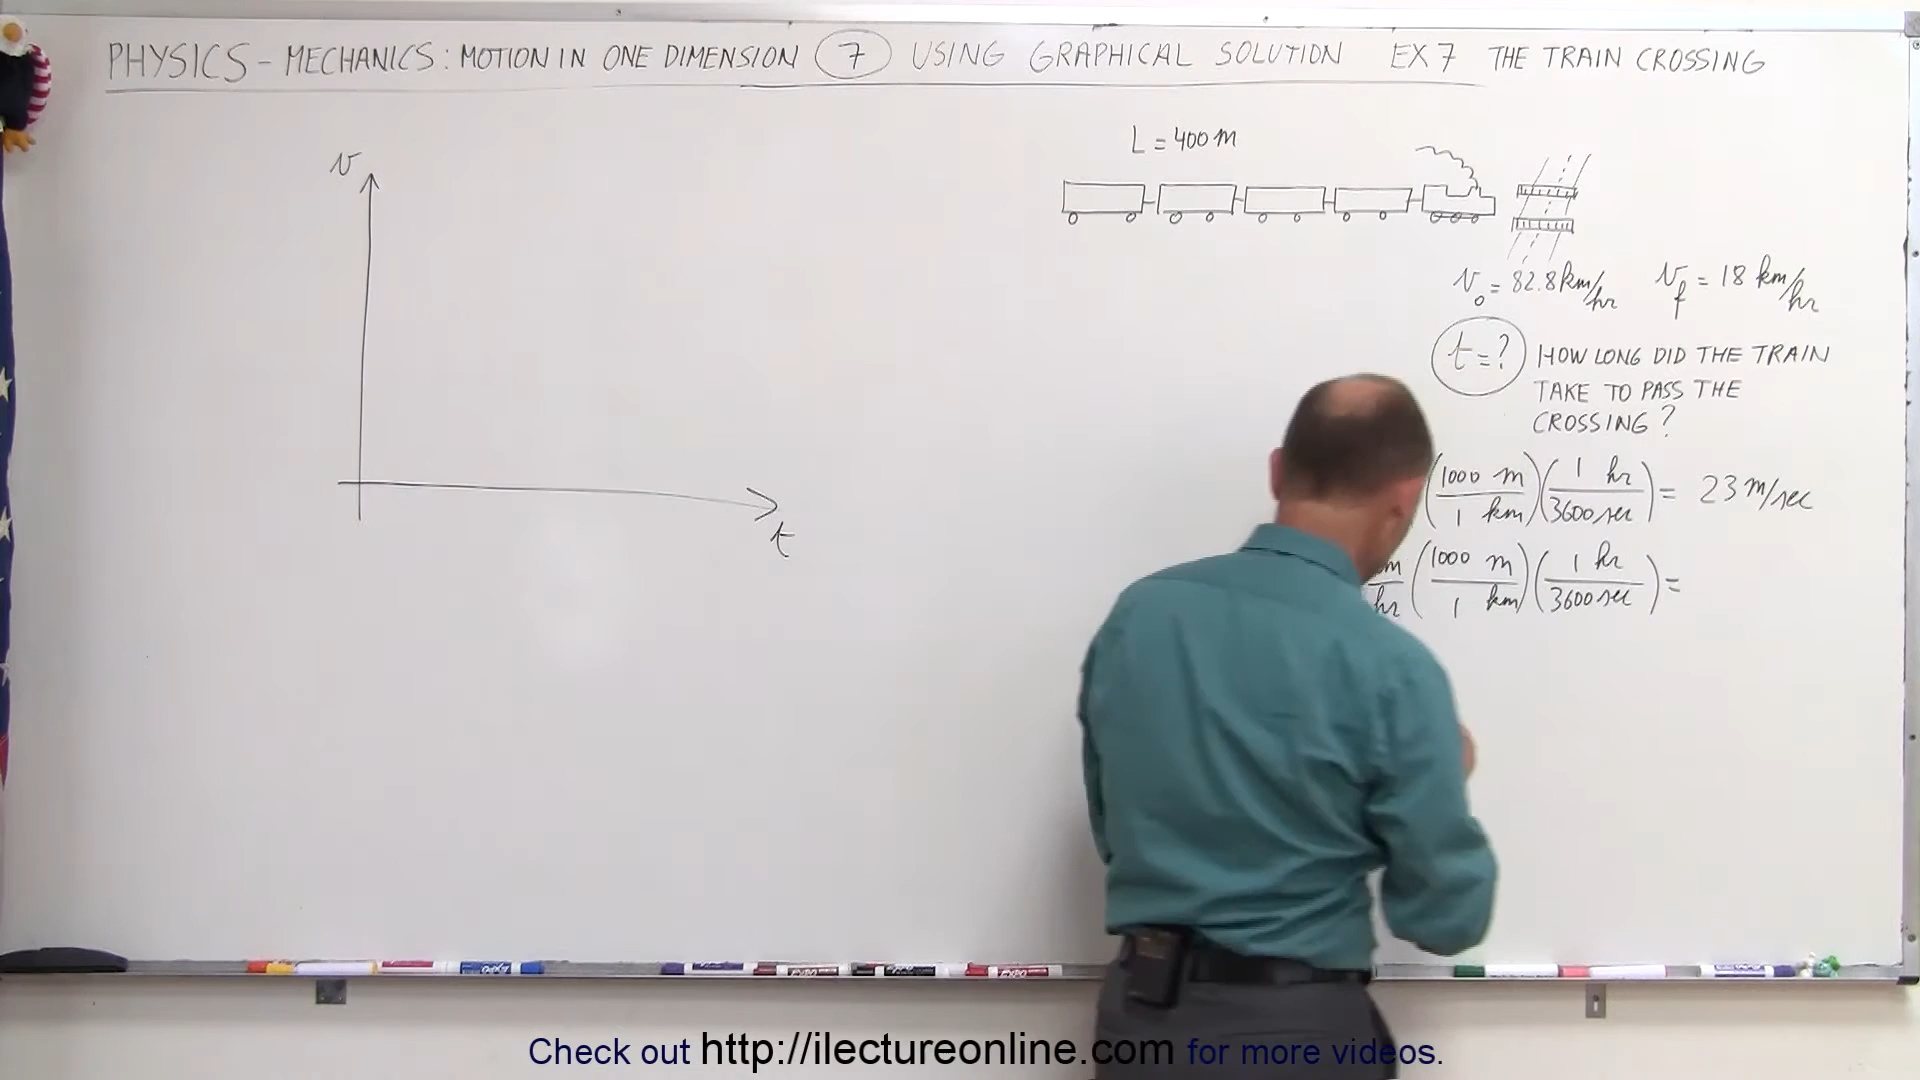 PHYSICS - MECHANICS: MOTION IN ONE DIMENSION 7 USING GRAPHICAL SOLUTION EX 7 THE TRAIN CROSSING
L = 400 m
v
v₀ = 82.8 km/hr v_f = 18 km/hr
t = ? HOW LONG DID THE TRAIN
TAKE TO PASS THE
CROSSING?
(1000 m / 1 km)(1 hr / 3600 sec) = 23 m/sec
t
(1000 m / 1 km)(1 hr / 3600 sec) =
EXPO
Check out http://ilectureonline.com for more videos.